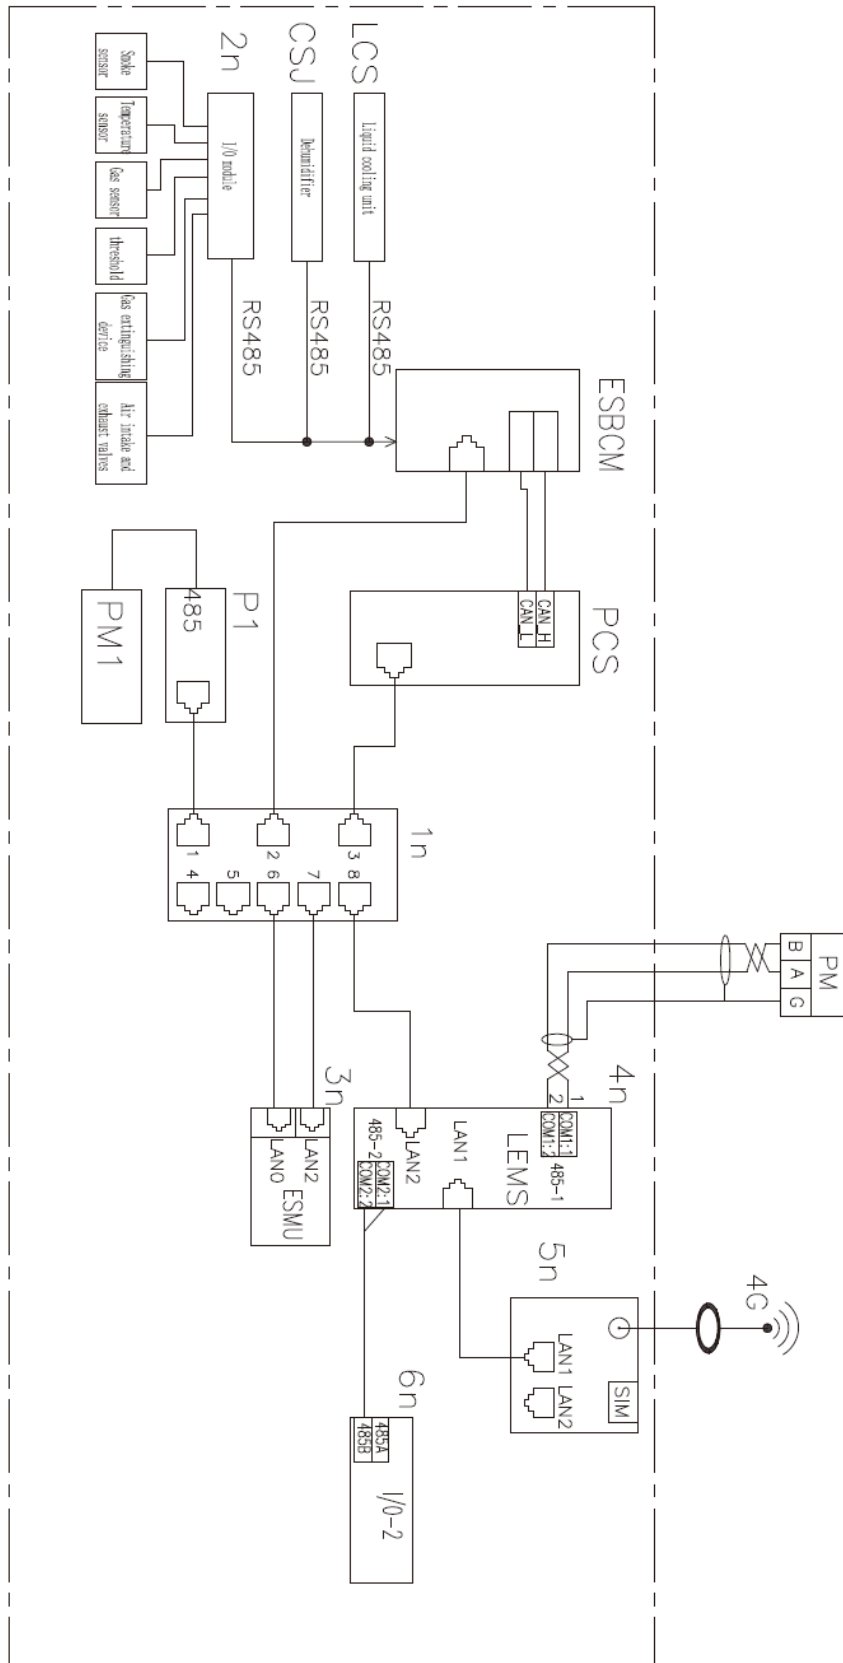 LCS
CSJ
2n
Liquid cooling unit
Dehumidifier
I/O module
Smoke
sensor
Temperature
sensor
Gas sensor
threshold
Gas extinguishing
device
Air intake and
exhaust valves
RS485
RS485
RS485
ESBCM
PCS
CAN_H
CAN_L
P1
485
PM1
1n
1
2
3
4
5
6
7
8
PM
B
A
G
4n
1
2
COM1:1
COM1:2
485-1
LEMS
LAN1
LAN2
485-2
COM2:1
COM2:2
3n
LAN2
LAN0
ESMU
5n
LAN1
LAN2
SIM
4G
6n
485A
485B
I/O-2